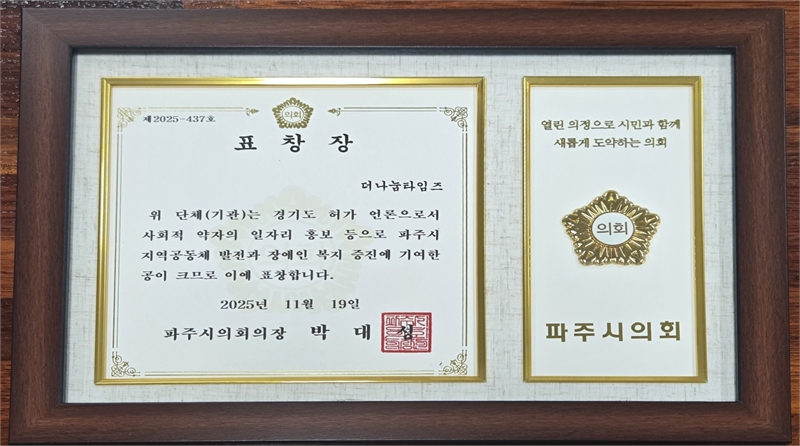 제2025-437호
의회
표창장
더나눔타임즈
위 단체(기관)는 경기도 허가 언론으로서
사회적 약자의 일자리 홍보 등으로 파주시
지역공동체 발전과 장애인 복지 증진에 기여한
공이 크므로 이에 표창합니다.
2025년 11월 19일
파주시의회의장 박대성
열린 의정으로 시민과 함께
새롭게 도약하는 의회
의회
파주시의회